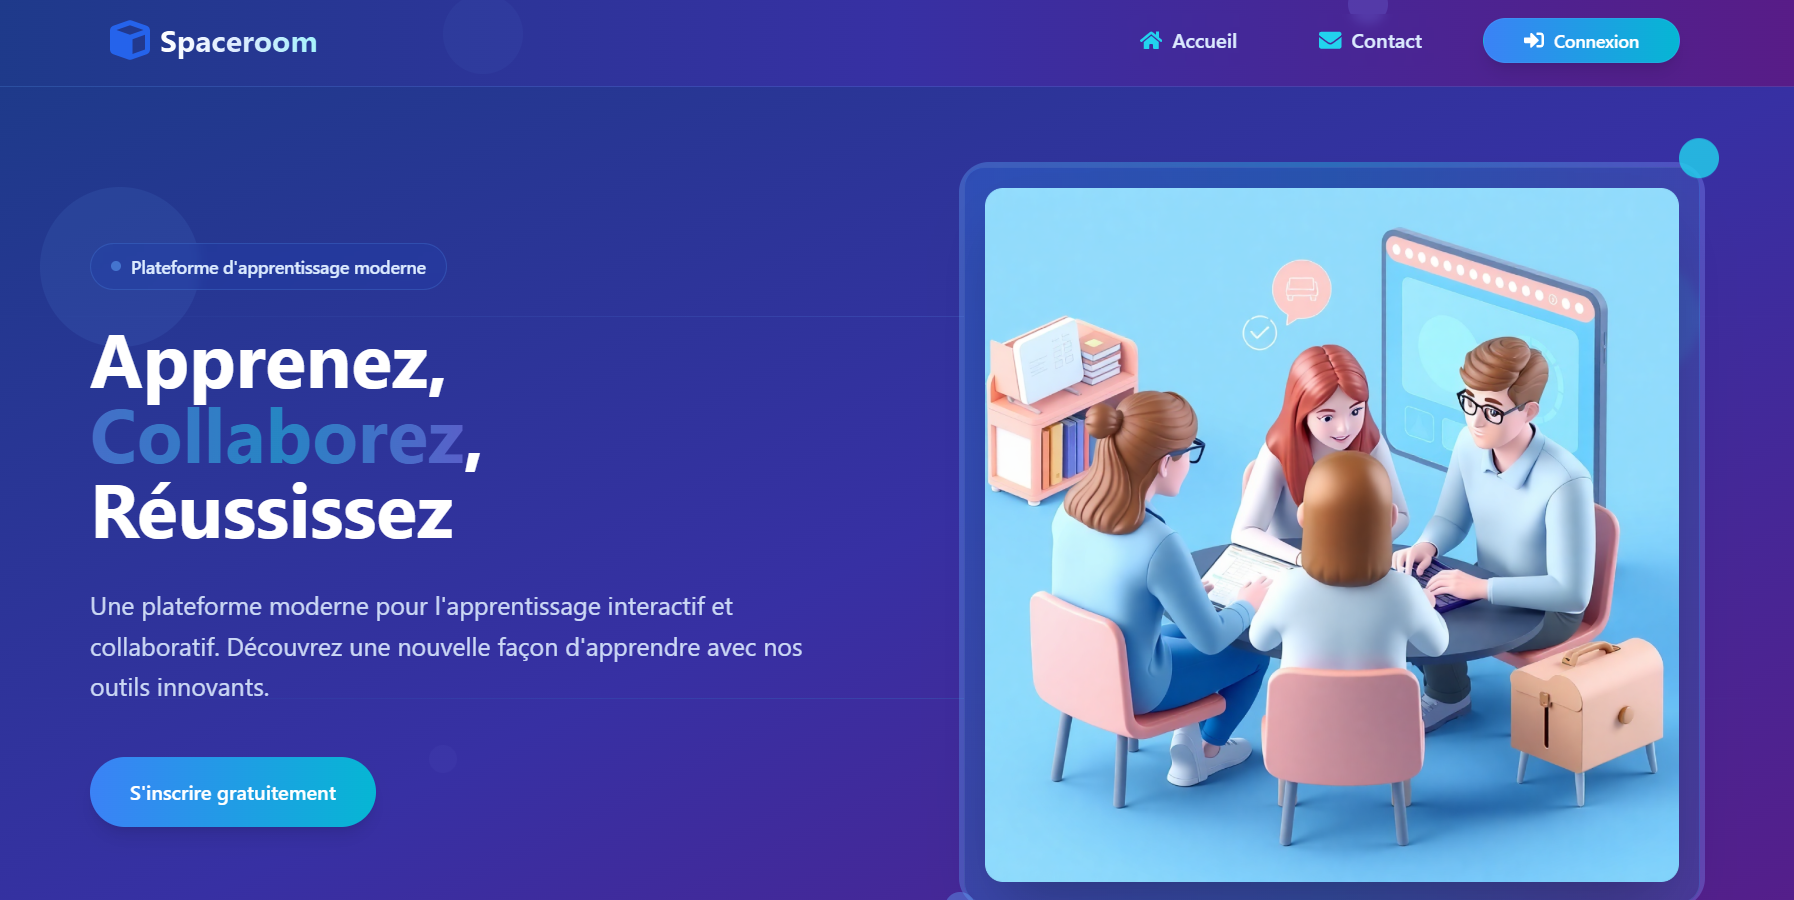 Spaceroom
Accueil
Contact
Connexion
Plateforme d'apprentissage moderne
Apprenez,
Collaborez,
Réussissez
Une plateforme moderne pour l'apprentissage interactif et
collaboratif. Découvrez une nouvelle façon d'apprendre avec nos
outils innovants.
S'inscrire gratuitement